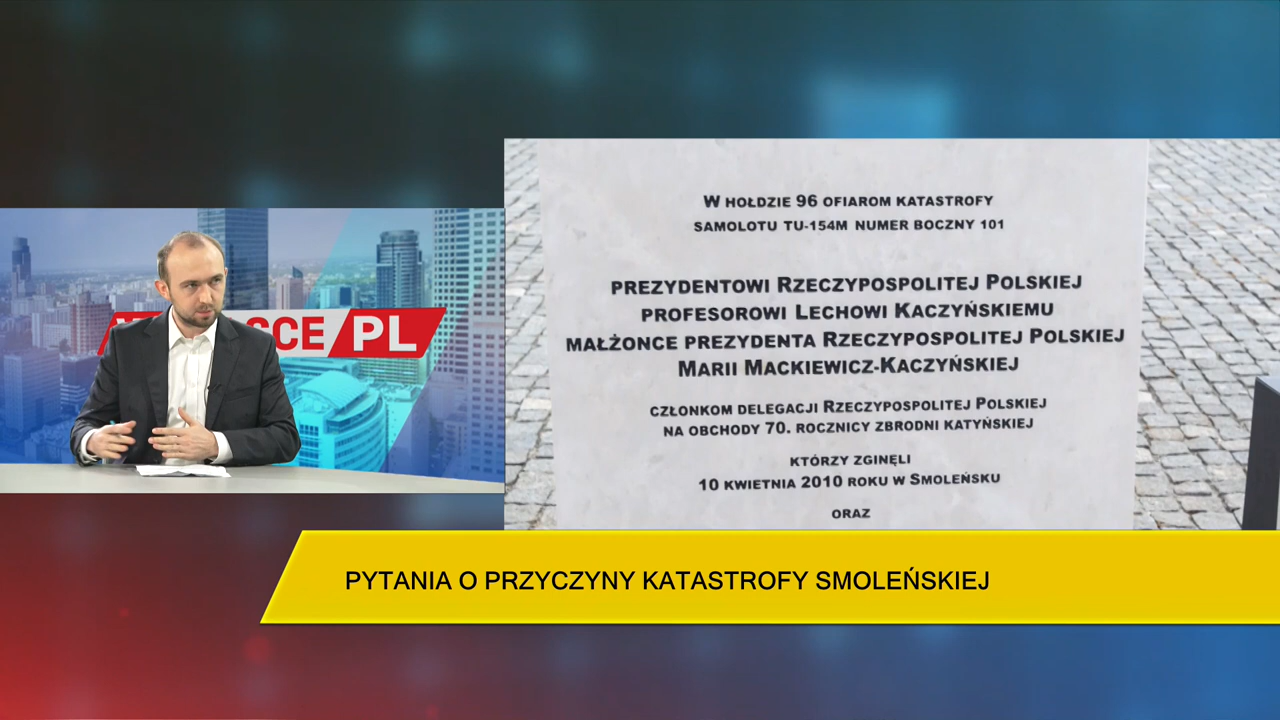 CE PL
W HOŁDZIE 96 OFIAROM KATASTROFY
SAMOLOTU TU-154M NUMER BOCZNY 101
PREZYDENTOWI RZECZYPOSPOLITEJ POLSKIEJ
PROFESOROWI LECHOWI KACZYŃSKIEMU
MAŁŻONCE PREZYDENTA RZECZYPOSPOLITEJ POLSKIEJ
MARII MACKIEWICZ-KACZYŃSKIEJ
CZŁONKOM DELEGACJI RZECZYPOSPOLITEJ POLSKIEJ
NA OBCHODY 70. ROCZNICY ZBRODNI KATYŃSKIEJ
KTÓRZY ZGINĘLI
10 KWIETNIA 2010 ROKU W SMOLEŃSKU
ORAZ
PYTANIA O PRZYCZYNY KATASTROFY SMOLEŃSKIEJ